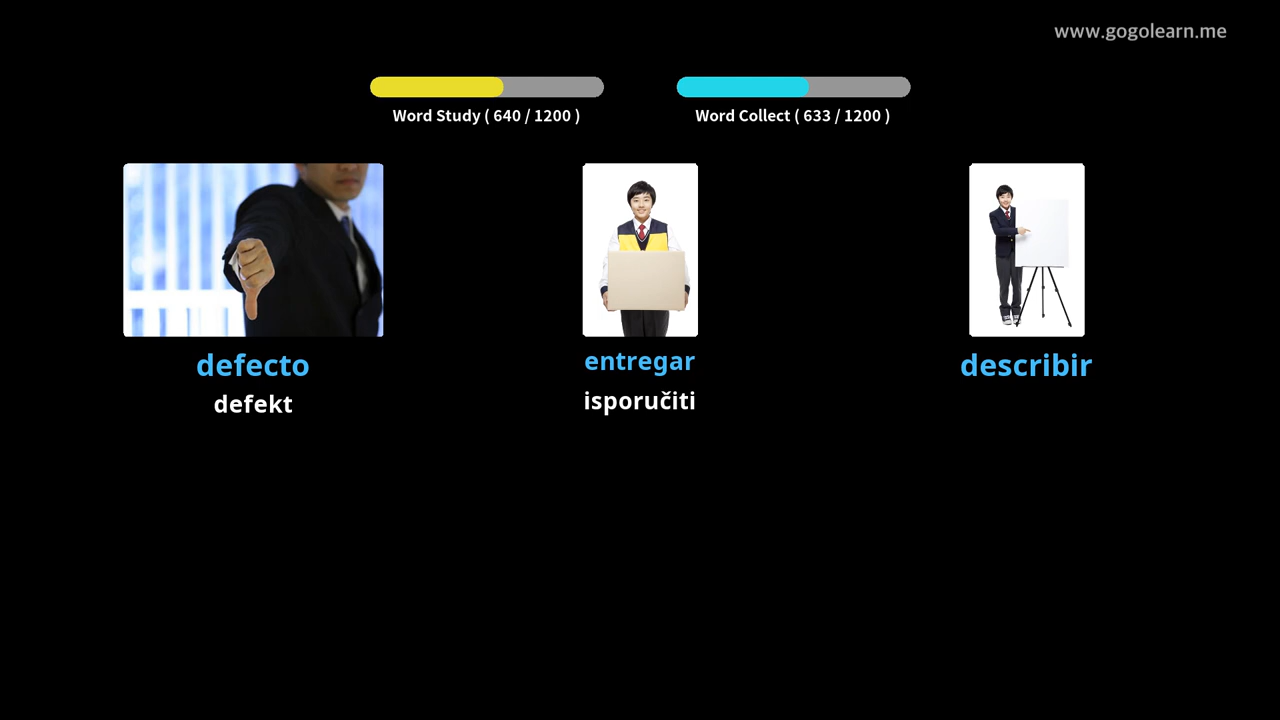 www.gogolearn.me
Word Study ( 640 / 1200 )
Word Collect ( 633 / 1200 )
defecto
entregar
describir
defekt
isporučiti